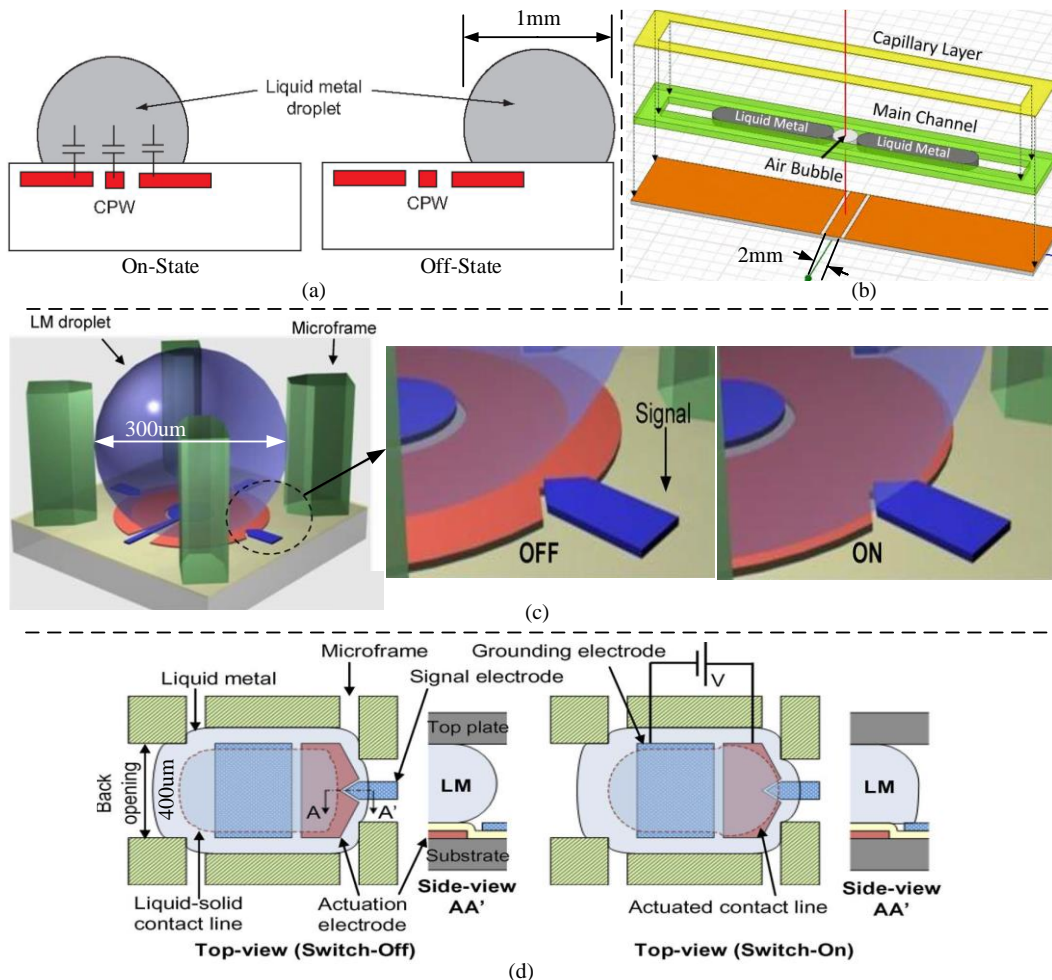 1mm
Liquid metal
droplet
CPW
CPW
On-State
Off-State
(a)
Capillary Layer
Main Channel
Liquid Metal
Liquid Metal
Air Bubble
2mm
(b)
LM droplet
Microframe
300um
Signal
OFF
ON
(c)
Microframe
Grounding electrode
Liquid metal
Signal electrode
V
Top plate
Top plate
Back
opening
400um
A
A'
LM
LM
Substrate
Substrate
Liquid-solid
contact line
Actuation
electrode
Side-view
AA'
Actuated contact line
Side-view
AA'
Top-view (Switch-Off)
Top-view (Switch-On)
(d)